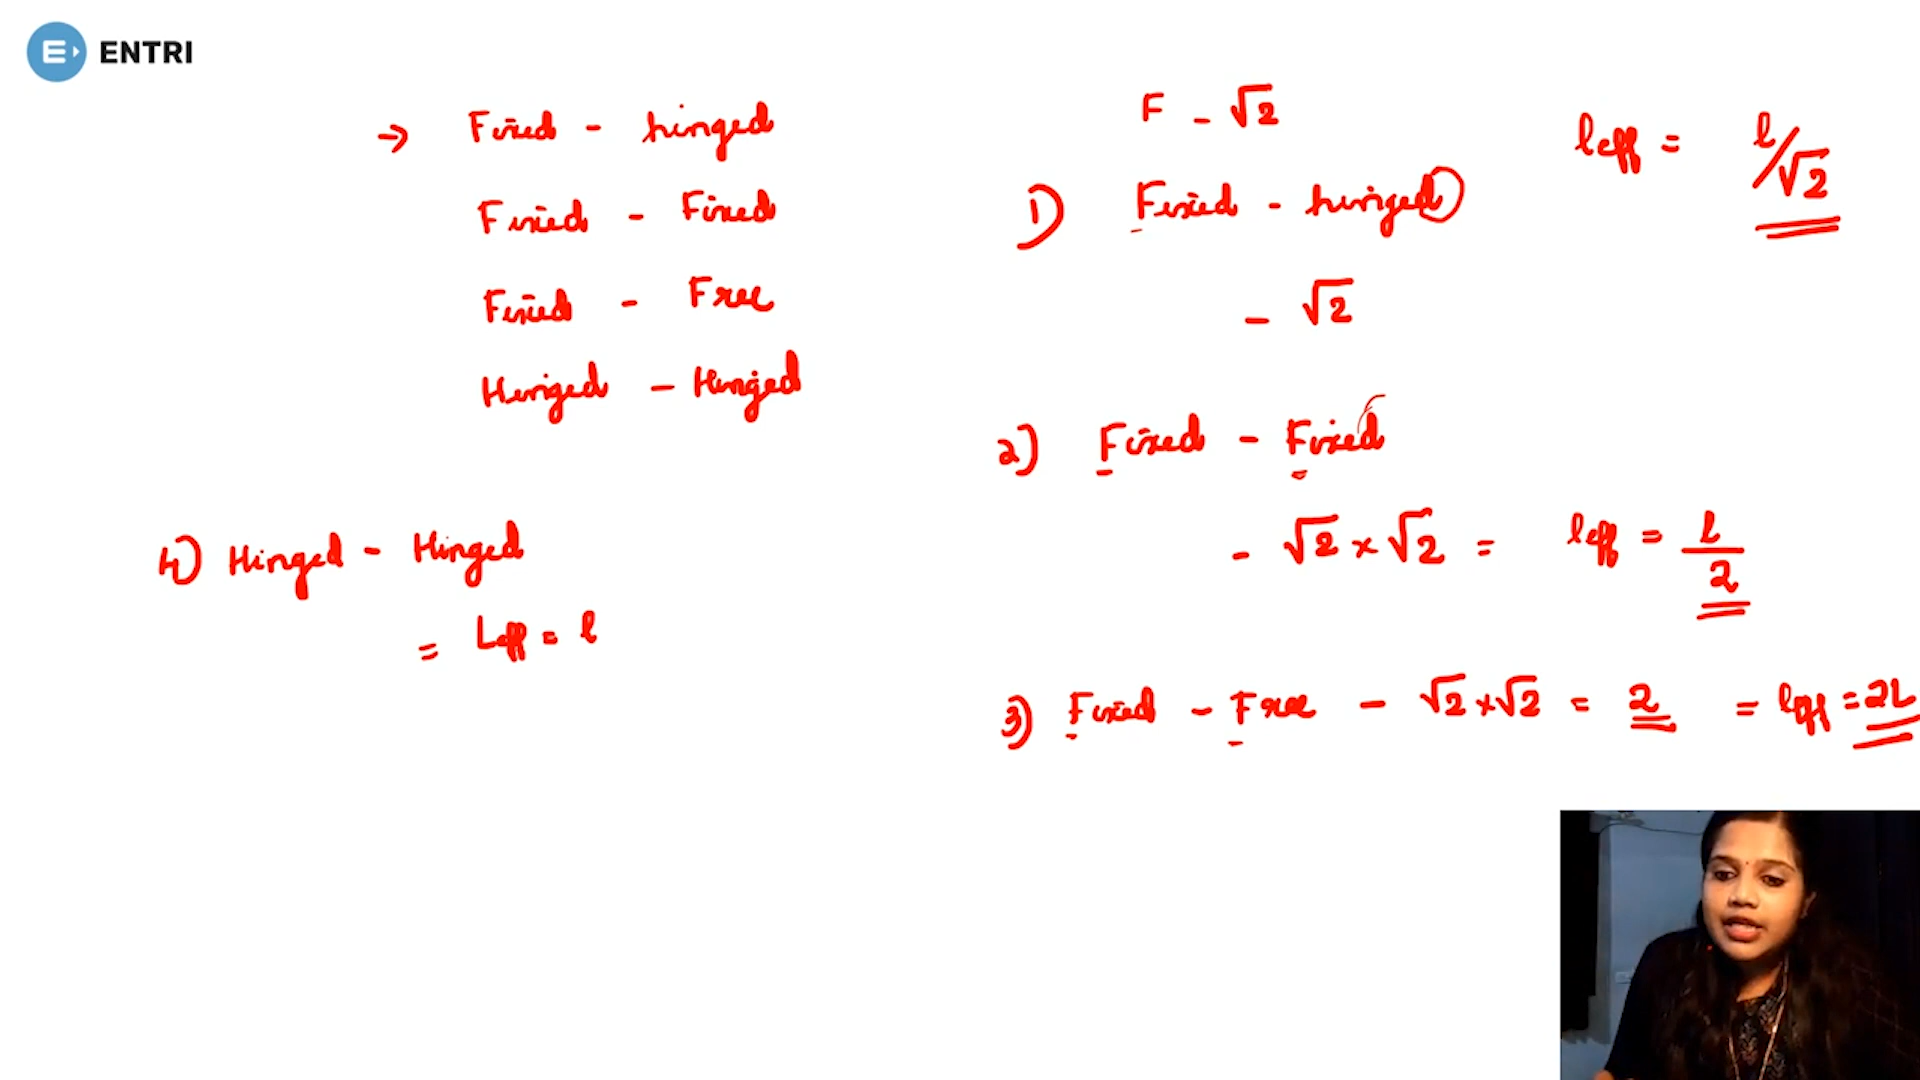 ENTRI
→ Fixed - hinged
Fixed - Fixed
Fixed - Free
Hinged - Hinged
4) Hinged - Hinged
= Leff = l
F - √2
1) Fixed - hinged
- √2
leff = l/√2
2) Fixed - Fixed
- √2 × √2 = leff = l/2
3) Fixed - Free - √2 × √2 = 2 = leff = 2L